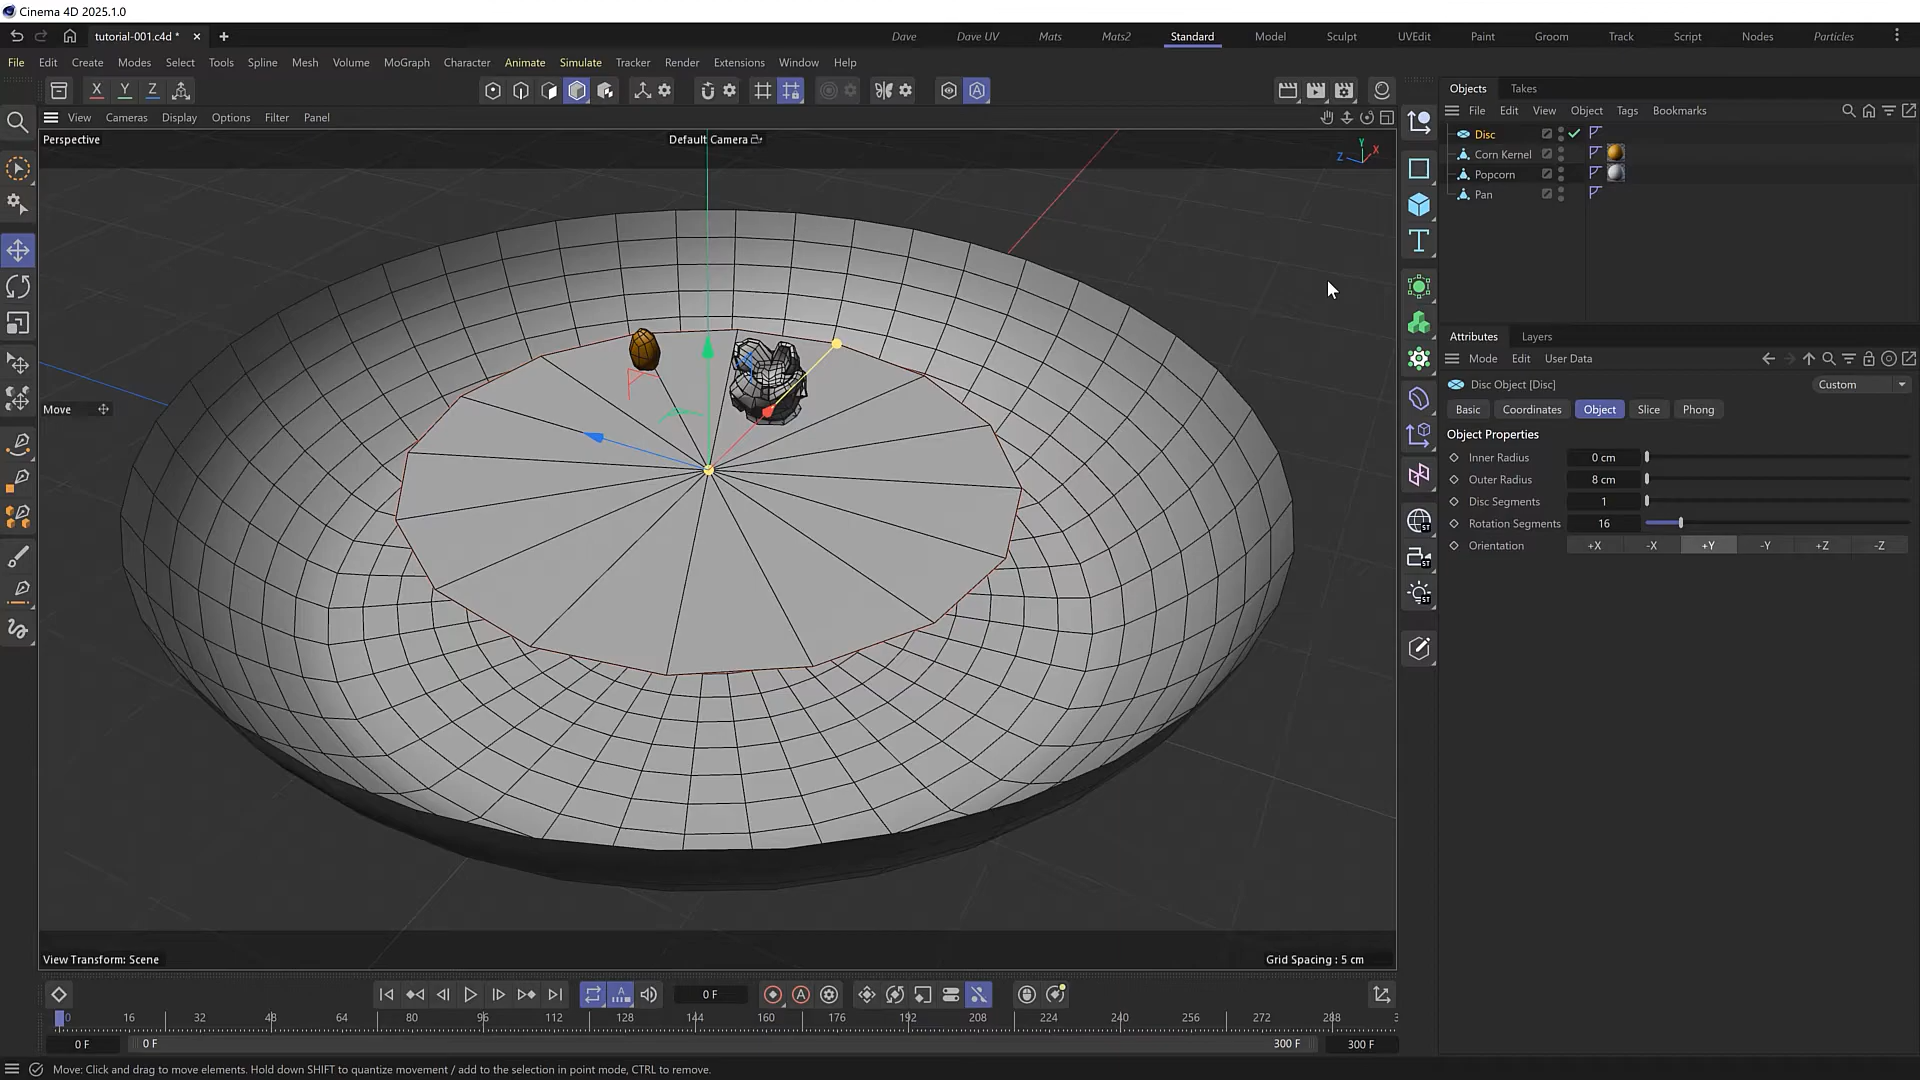 Cinema 4D 2025.1.0
tutorial-001.c4d *
Dave Dave UV Mats Mats2 Standard Model Sculpt UVEdit Paint Groom Track Script Nodes Particles
File Edit Create Modes Select Tools Spline Mesh Volume MoGraph Character Animate Simulate Tracker Render Extensions Window Help
X Y Z
View Cameras Display Options Filter Panel
Perspective
Default Camera
Y
X
Z
Move
View Transform: Scene
Grid Spacing : 5 cm
Objects Takes
File Edit View Object Tags Bookmarks
Disc
Corn Kernel
Popcorn
Pan
Attributes Layers
Mode Edit User Data
Disc Object [Disc]
Custom
Basic Coordinates Object Slice Phong
Object Properties
Inner Radius 0 cm
Outer Radius 8 cm
Disc Segments 1
Rotation Segments 16
Orientation +X -X +Y -Y +Z -Z
ST
ST
ST
0 F
0 16 32 48 64 80 96 112 128 144 160 176 192 208 224 240 256 272 288 3
0 F 0 F 300 F 300 F
Move: Click and drag to move elements. Hold down SHIFT to quantize movement / add to the selection in point mode, CTRL to remove.